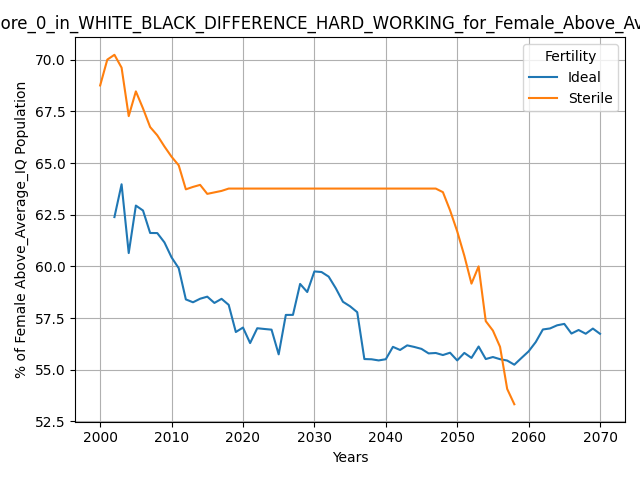 ore_0_in_WHITE_BLACK_DIFFERENCE_HARD_WORKING_for_Female_Above_Av
70.0
67.5
65.0
62.5
60.0
57.5
55.0
52.5
% of Female Above_Average_IQ Population
Fertility
Ideal
Sterile
2000 2010 2020 2030 2040 2050 2060 2070
Years